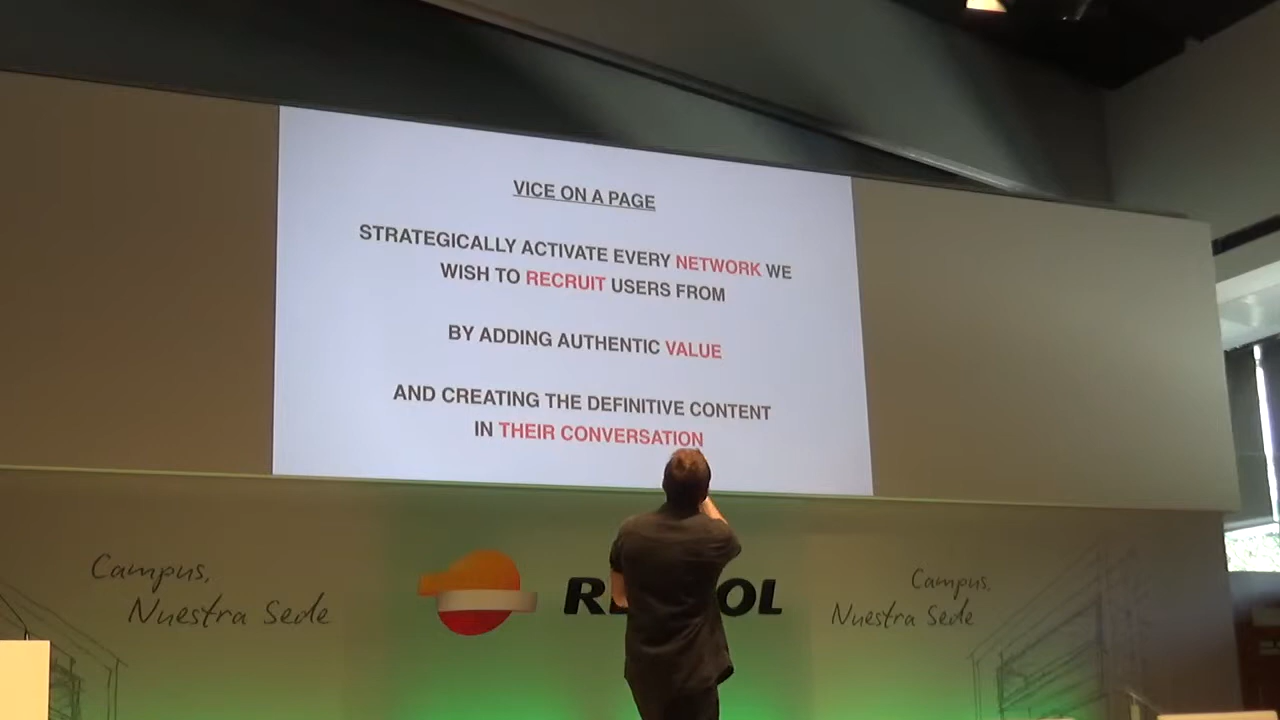 VICE ON A PAGE
STRATEGICALLY ACTIVATE EVERY NETWORK WE
WISH TO RECRUIT USERS FROM
BY ADDING AUTHENTIC VALUE
AND CREATING THE DEFINITIVE CONTENT
IN THEIR CONVERSATION
Campus,
Nuestra Sede
Campus,
Nuestra Sede